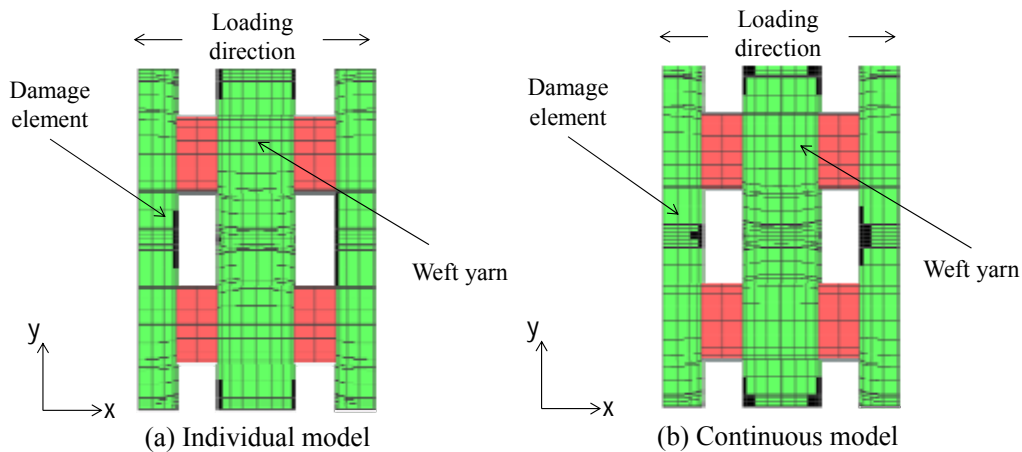 Loading
direction
Damage
element
Weft yarn
y
x
(a) Individual model
Loading
direction
Damage
element
Weft yarn
y
x
(b) Continuous model